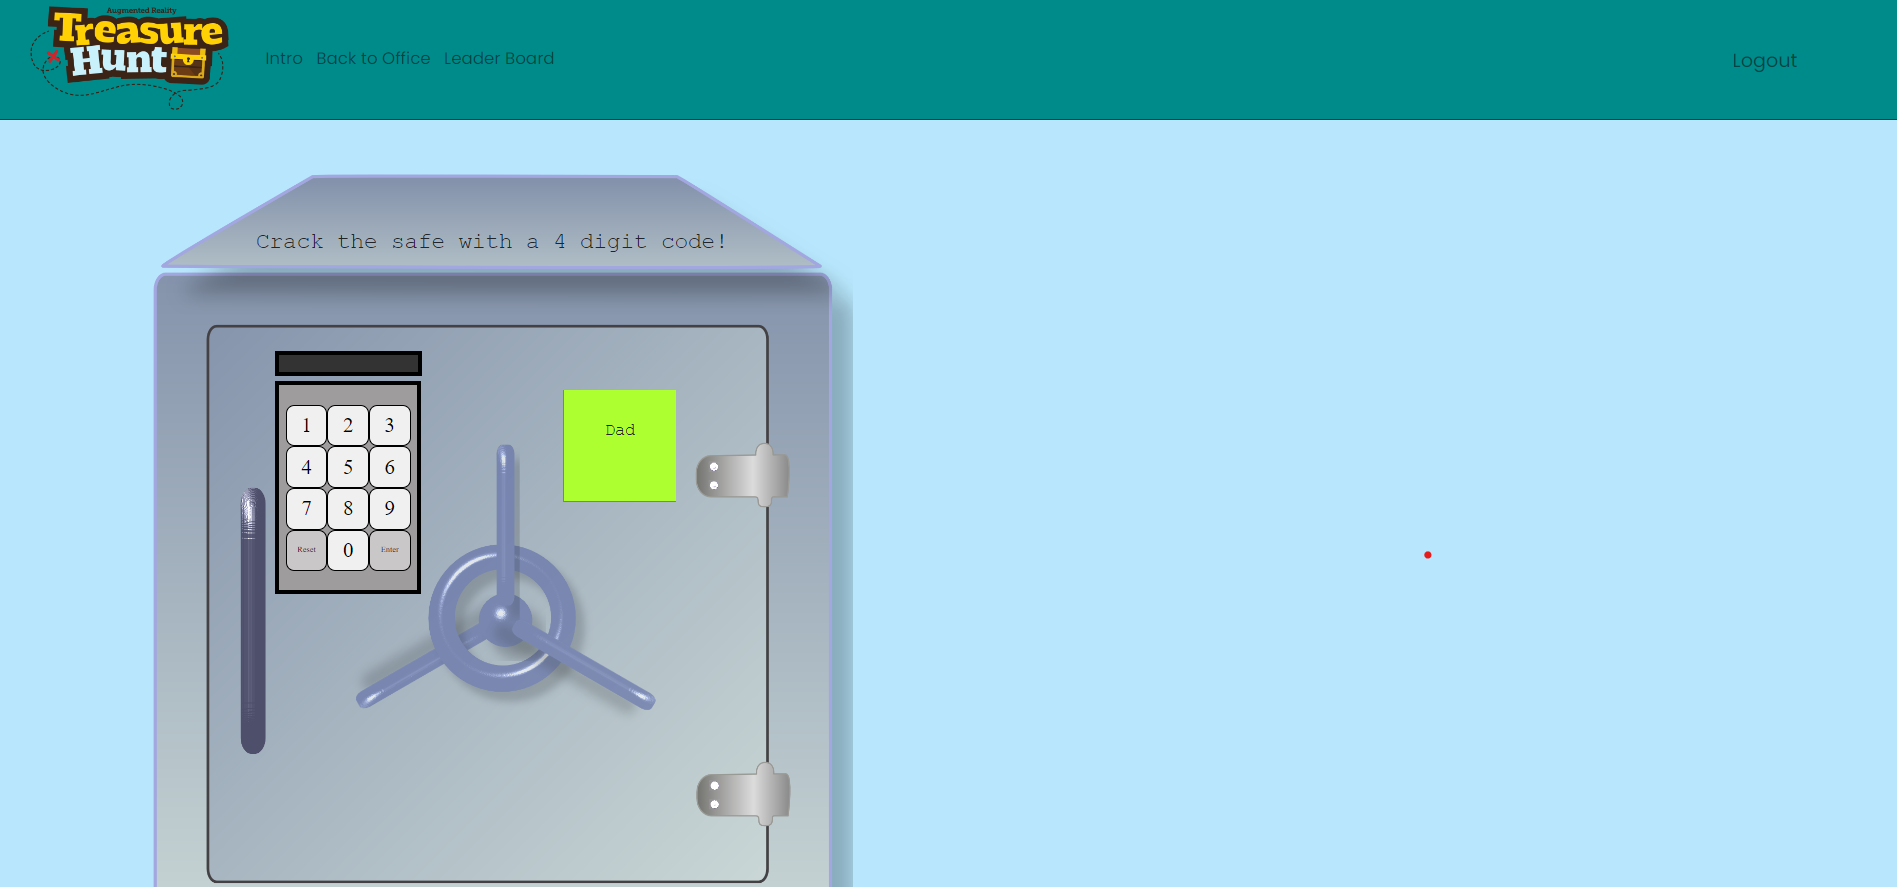 Augmented Reality
Treasure
Hunt
Intro Back to Office Leader Board
Logout
Crack the safe with a 4 digit code!
1 2 3
4 5 6
7 8 9
Reset 0 Enter
Dad